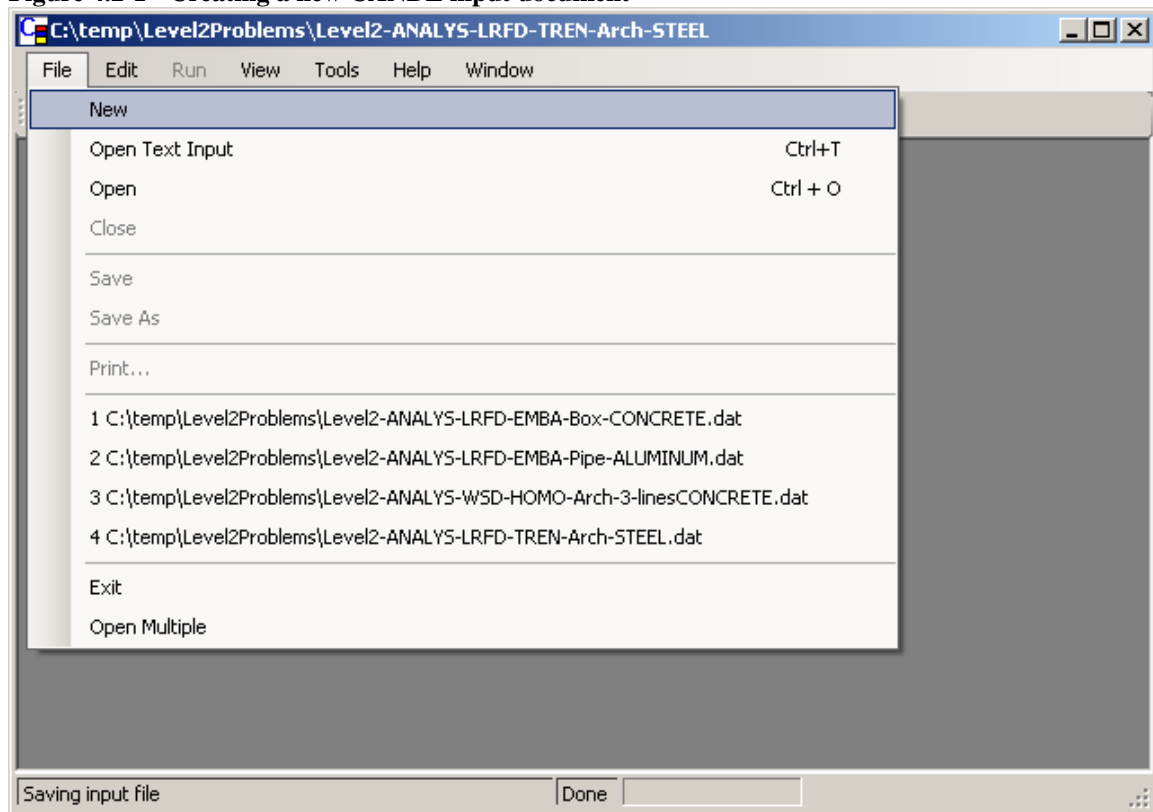 Figure 4.2-1 - Creating a new CANDE input document
C:\temp\Level2Problems\Level2-ANALYS-LRFD-TREN-Arch-STEEL
File Edit Run View Tools Help Window
New
Open Text Input Ctrl+T
Open Ctrl + O
Close
Save
Save As
Print...
1 C:\temp\Level2Problems\Level2-ANALYS-LRFD-EMBA-Box-CONCRETE.dat
2 C:\temp\Level2Problems\Level2-ANALYS-LRFD-EMBA-Pipe-ALUMINUM.dat
3 C:\temp\Level2Problems\Level2-ANALYS-WSD-HOMO-Arch-3-linesCONCRETE.dat
4 C:\temp\Level2Problems\Level2-ANALYS-LRFD-TREN-Arch-STEEL.dat
Exit
Open Multiple
Saving input file Done